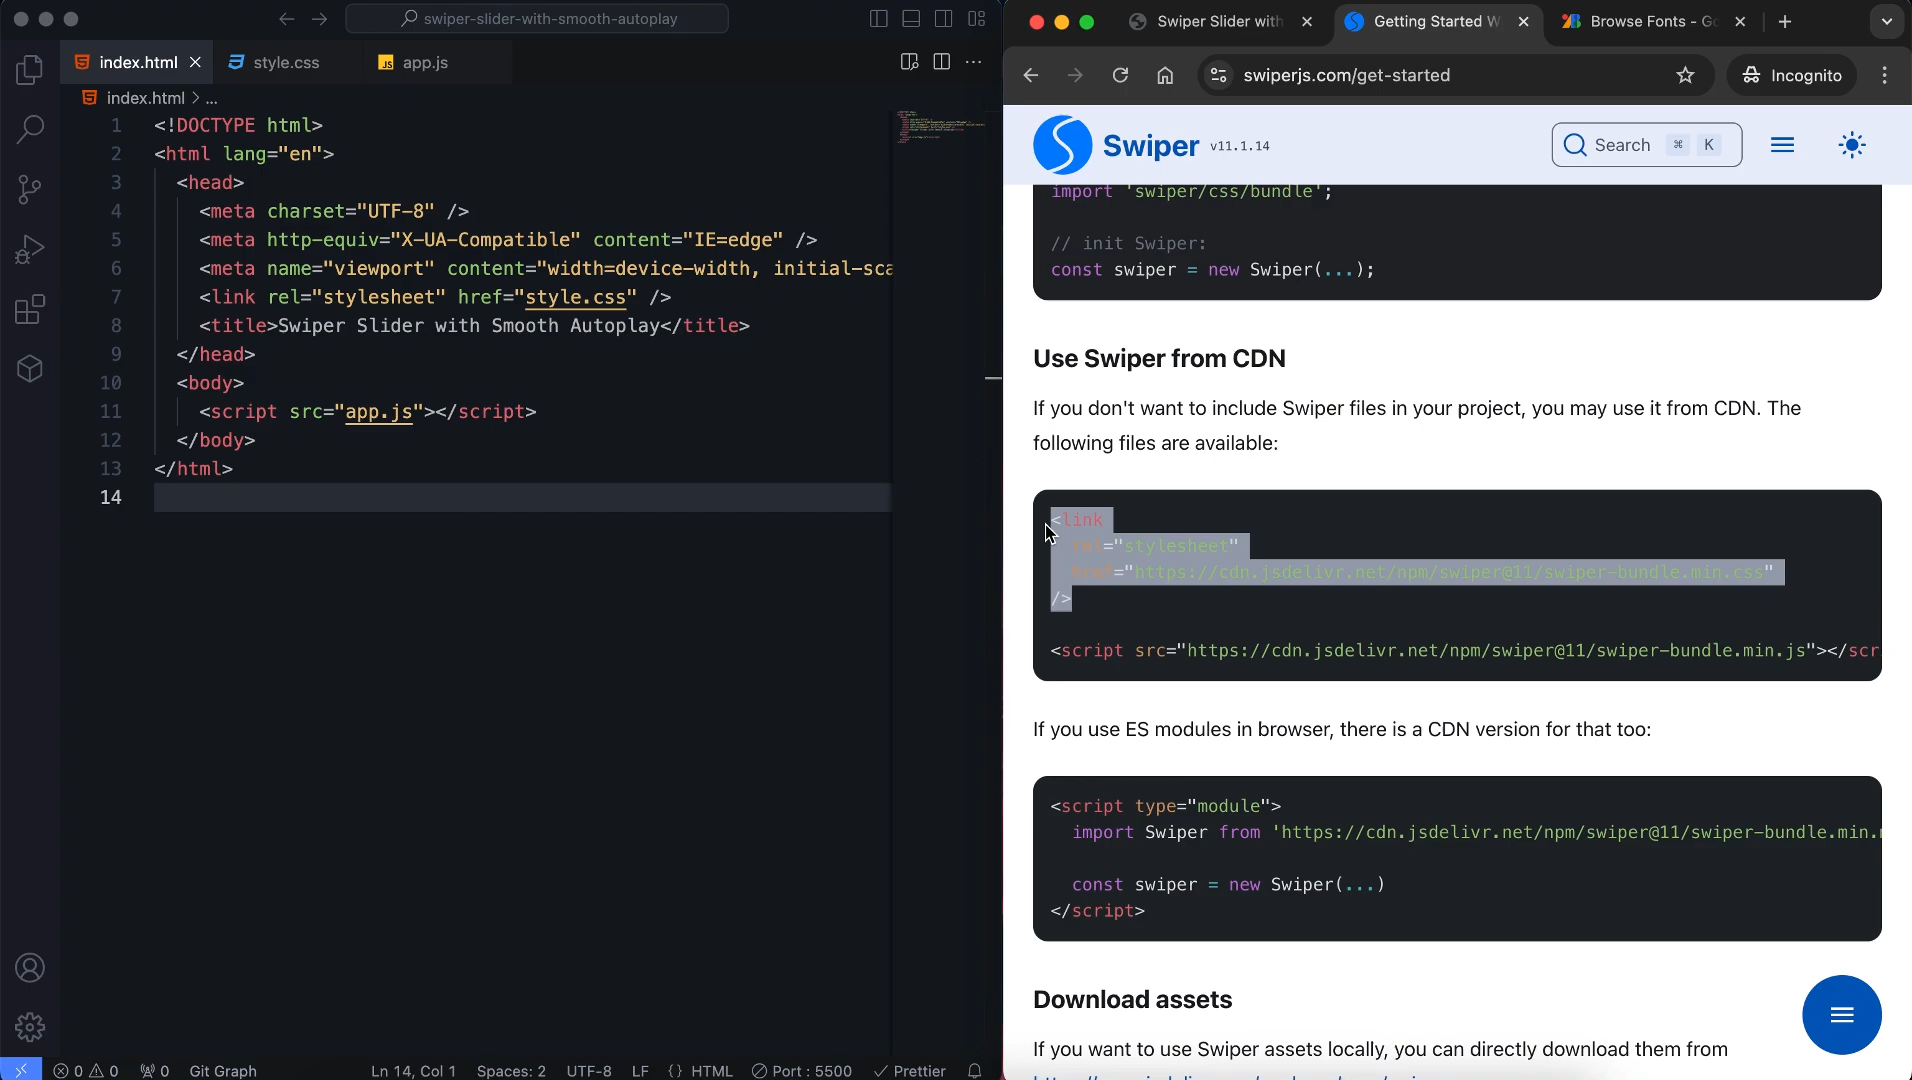 swiper-slider-with-smooth-autoplay
index.html
style.css
app.js
index.html > ...
1 <!DOCTYPE html>
2 <html lang="en">
3 <head>
4 <meta charset="UTF-8" />
5 <meta http-equiv="X-UA-Compatible" content="IE=edge" />
6 <meta name="viewport" content="width=device-width, initial-sca
7 <link rel="stylesheet" href="style.css" />
8 <title>Swiper Slider with Smooth Autoplay</title>
9 </head>
10 <body>
11 <script src="app.js"></script>
12 </body>
13 </html>
14
0 0 0 Git Graph Ln 14, Col 1 Spaces: 2 UTF-8 LF {} HTML Port : 5500 Prettier
Swiper Slider with
Getting Started W
Browse Fonts - Go
swiperjs.com/get-started
Incognito
Swiper v11.1.14
Search ⌘ K
import 'swiper/css/bundle';
// init Swiper:
const swiper = new Swiper(...);
Use Swiper from CDN
If you don't want to include Swiper files in your project, you may use it from CDN. The
following files are available:
<link
rel="stylesheet"
href="https://cdn.jsdelivr.net/npm/swiper@11/swiper-bundle.min.css"
/>
<script src="https://cdn.jsdelivr.net/npm/swiper@11/swiper-bundle.min.js"></scr
If you use ES modules in browser, there is a CDN version for that too:
<script type="module">
import Swiper from 'https://cdn.jsdelivr.net/npm/swiper@11/swiper-bundle.min.
const swiper = new Swiper(...)
</script>
Download assets
If you want to use Swiper assets locally, you can directly download them from